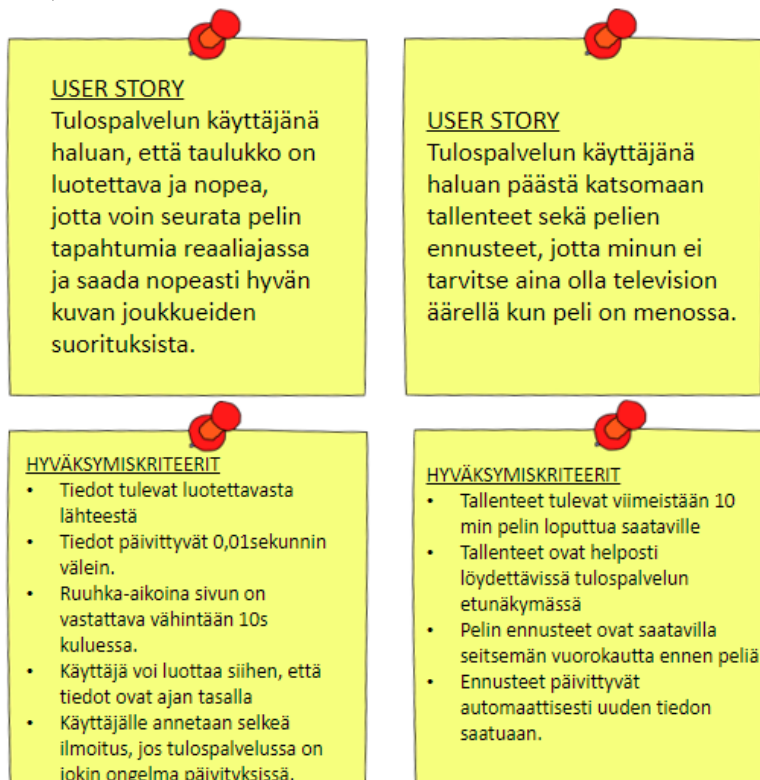 USER STORY
Tulospalvelun käyttäjänä
haluan, että taulukko on
luotettava ja nopea,
jotta voin seurata pelin
tapahtumia reaaliajassa
ja saada nopeasti hyvän
kuvan joukkueiden
suorituksista.
USER STORY
Tulospalvelun käyttäjänä
haluan päästä katsomaan
tallenteet sekä pelien
ennusteet, jotta minun ei
tarvitse aina olla television
äärellä kun peli on menossa.
HYVÄKSYMISKRITEERIT
• Tiedot tulevat luotettavasta
lähteestä
• Tiedot päivittyvät 0,01sekunnin
välein.
• Ruuhka-aikoina sivun on
vastattava vähintään 10s
kuluessa.
• Käyttäjä voi luottaa siihen, että
tiedot ovat ajan tasalla
• Käyttäjälle annetaan selkeä
ilmoitus, jos tulospalvelussa on
jokin ongelma päivityksissä.
HYVÄKSYMISKRITEERIT
• Tallenteet tulevat viimeistään 10
min pelin loputtua saataville
• Tallenteet ovat helposti
löydettävissä tulospalvelun
etunäkymässä
• Pelin ennusteet ovat saatavilla
seitsemän vuorokautta ennen peliä
• Ennusteet päivittyvät
automaattisesti uuden tiedon
saatuaan.